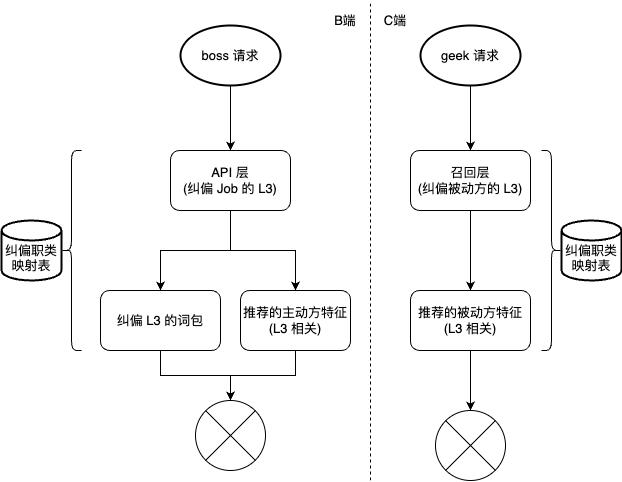 B端
C端
boss 请求
geek 请求
API 层
(纠偏 Job 的 L3)
召回层
(纠偏被动方的 L3)
纠偏职类
映射表
纠偏职类
映射表
纠偏 L3 的词包
推荐的主动方特征
(L3 相关)
推荐的被动方特征
(L3 相关)